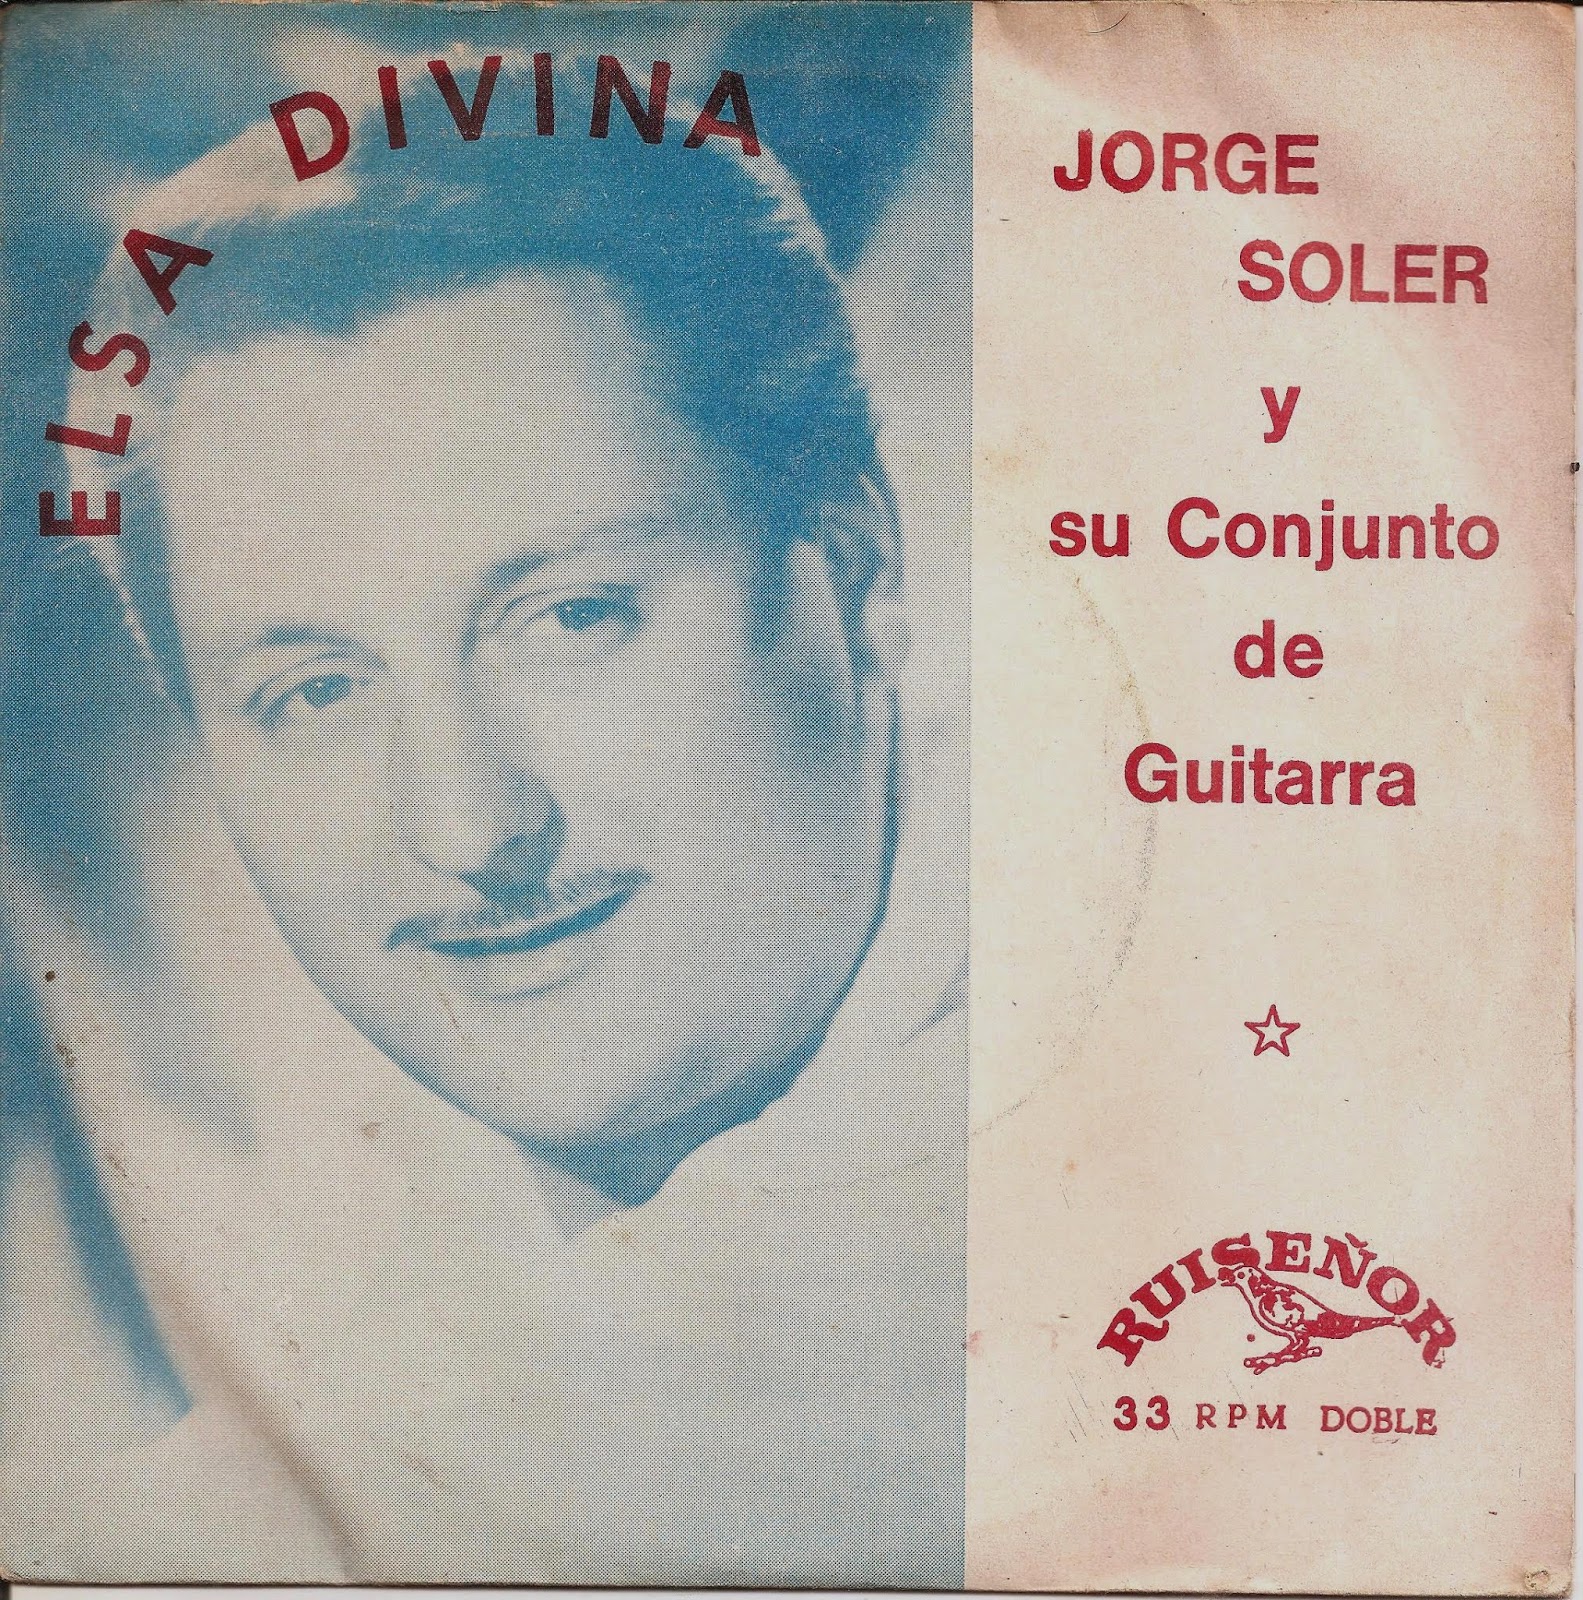 ELSA DIVINA
JORGE
SOLER
y
su Conjunto
de
Guitarra
RUISEÑOR
33 RPM DOBLE